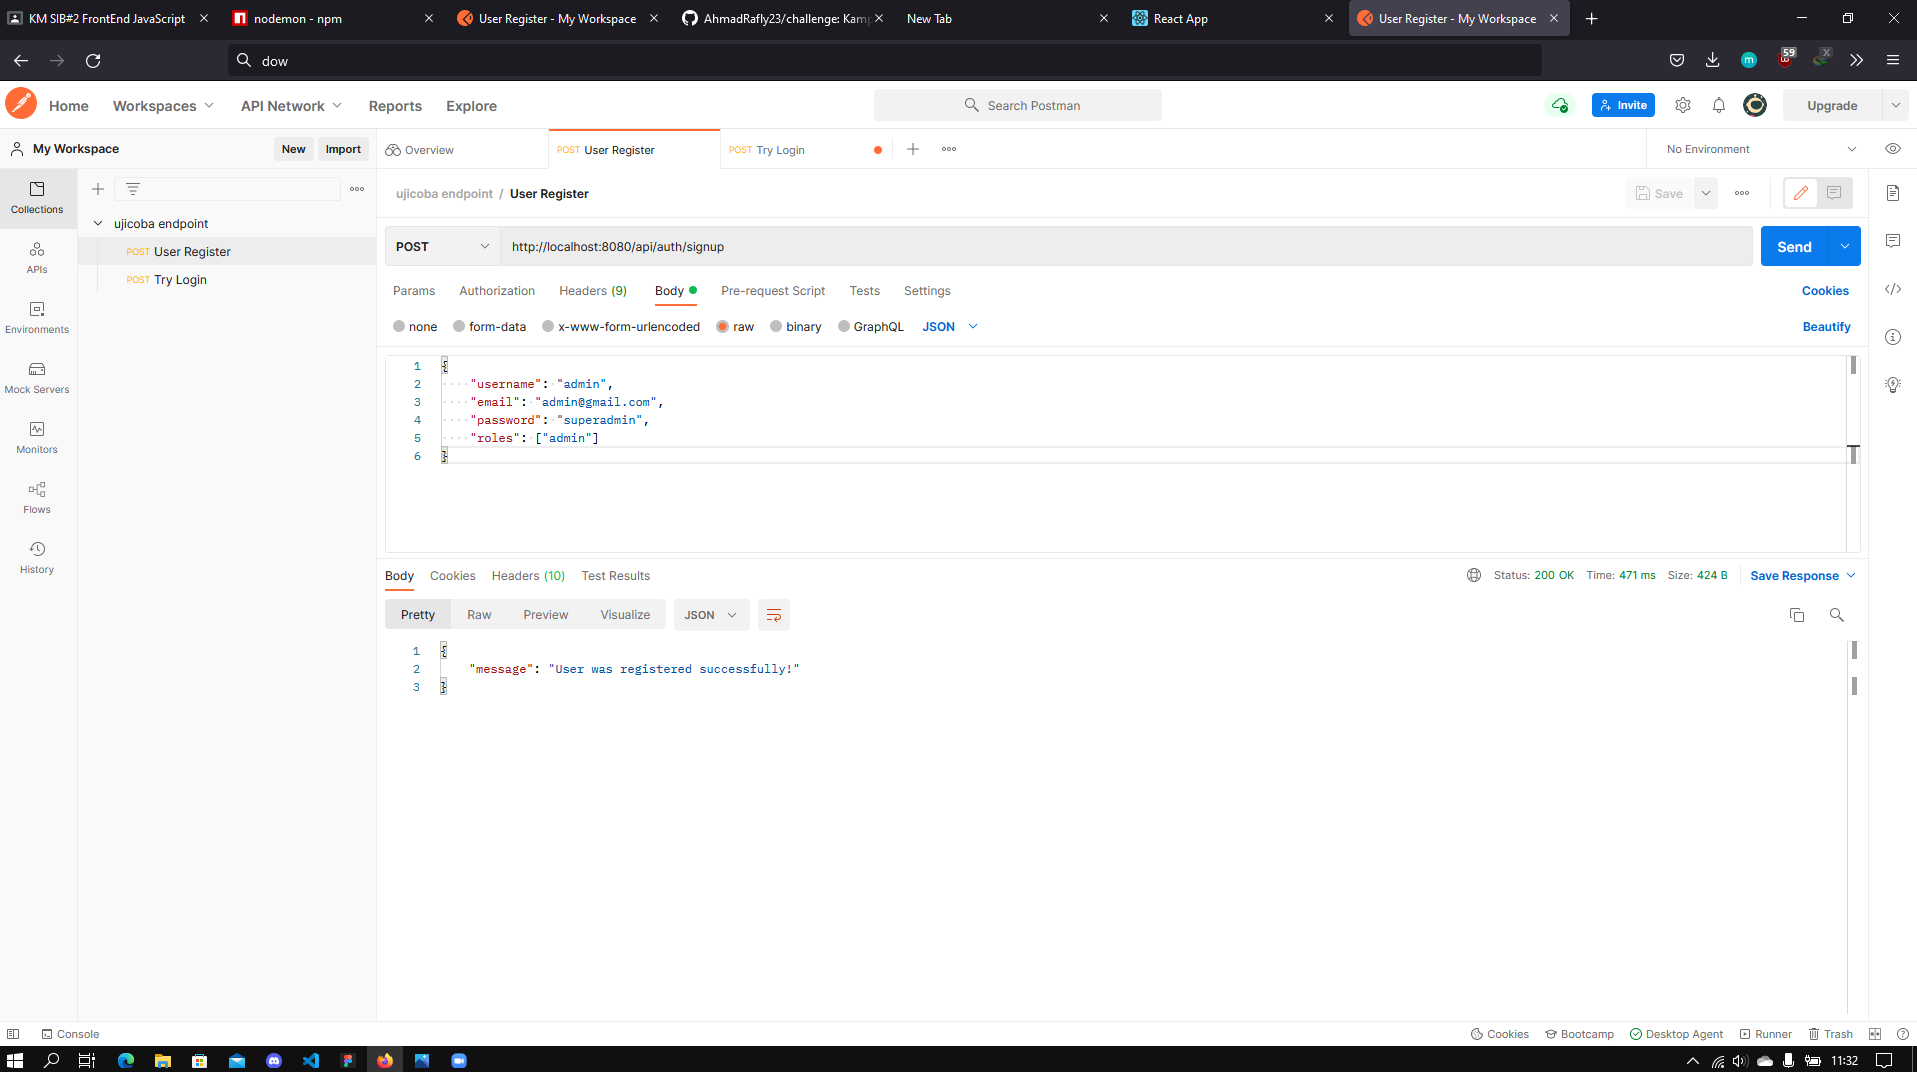 KM SIB#2 FrontEnd JavaScript
nodemon - npm
User Register - My Workspace
AhmadRafly23/challenge: Kamp
New Tab
React App
User Register - My Workspace
dow
m
59
X
Home
Workspaces
API Network
Reports
Explore
Search Postman
Invite
Upgrade
My Workspace
New
Import
Overview
POST User Register
POST Try Login
No Environment
Collections
APIs
Environments
Mock Servers
Monitors
Flows
History
ujicoba endpoint
POST User Register
POST Try Login
ujicoba endpoint / User Register
Save
POST
http://localhost:8080/api/auth/signup
Send
Params
Authorization
Headers (9)
Body
Pre-request Script
Tests
Settings
Cookies
none
form-data
x-www-form-urlencoded
raw
binary
GraphQL
JSON
Beautify
1 {
2 "username": "admin",
3 "email": "admin@gmail.com",
4 "password": "superadmin",
5 "roles": ["admin"]
6 }
Body
Cookies
Headers (10)
Test Results
Status: 200 OK
Time: 471 ms
Size: 424 B
Save Response
Pretty
Raw
Preview
Visualize
JSON
1 {
2 "message": "User was registered successfully!"
3 }
Console
Cookies
Bootcamp
Desktop Agent
Runner
Trash
11:32